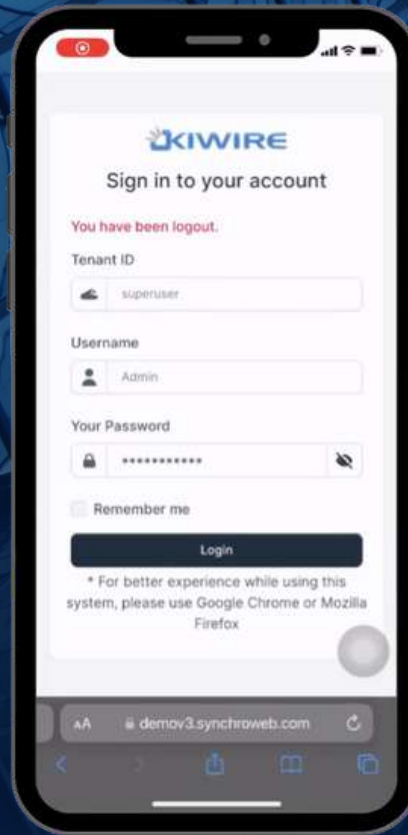 KIWIRE
Sign in to your account
You have been logout.
Tenant ID
superuser
Username
Admin
Your Password
***********
Remember me
Login
* For better experience while using this
system, please use Google Chrome or Mozilla
Firefox
AA demov3.synchroweb.com